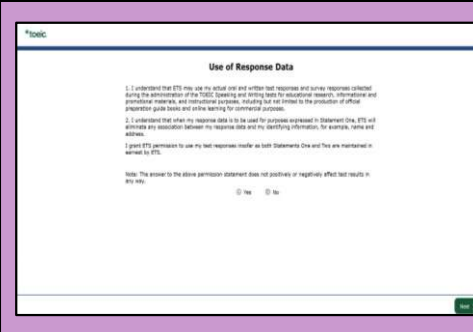 toeic.
Use of Response Data
1. I understand that ETS may use my actual oral and written test responses and survey responses collected
during the administration of the TOEIC Speaking and Writing tests for educational research, informational and
promotional materials, and instructional purposes, including but not limited to the production of official
preparation guide books and online learning for commercial purposes.
2. I understand that when my response data is to be used for purposes expressed in Statement One, ETS will
eliminate any association between my response data and my identifying information, for example, name and
address.
I grant ETS permission to use my test responses insofar as both Statements One and Two are maintained in
earnest by ETS.
Note: The answer to the above permission statement does not positively or negatively affect test results in
any way.
Yes No
Next